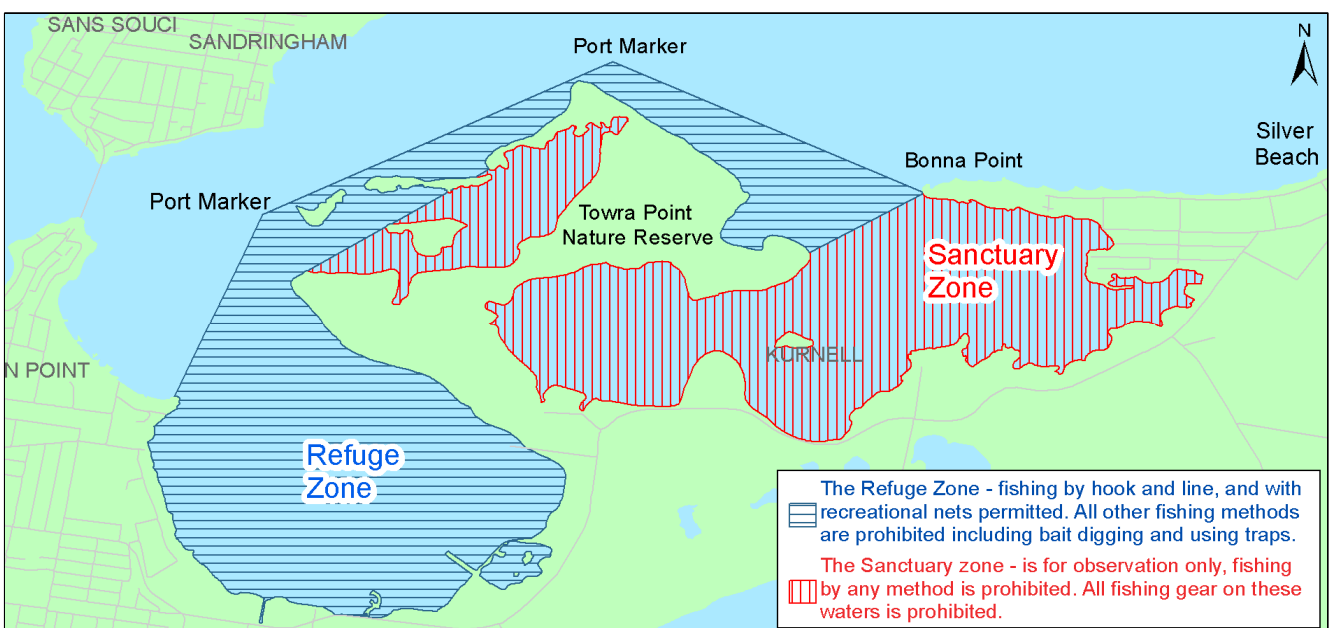 SANS SOUCI
SANDRINGHAM
Port Marker
N
Silver
Beach
Bonna Point
Port Marker
Towra Point
Nature Reserve
Sanctuary
Zone
KURNELL
N POINT
Refuge
Zone
The Refuge Zone - fishing by hook and line, and with
recreational nets permitted. All other fishing methods
are prohibited including bait digging and using traps.
The Sanctuary zone - is for observation only, fishing
by any method is prohibited. All fishing gear on these
waters is prohibited.